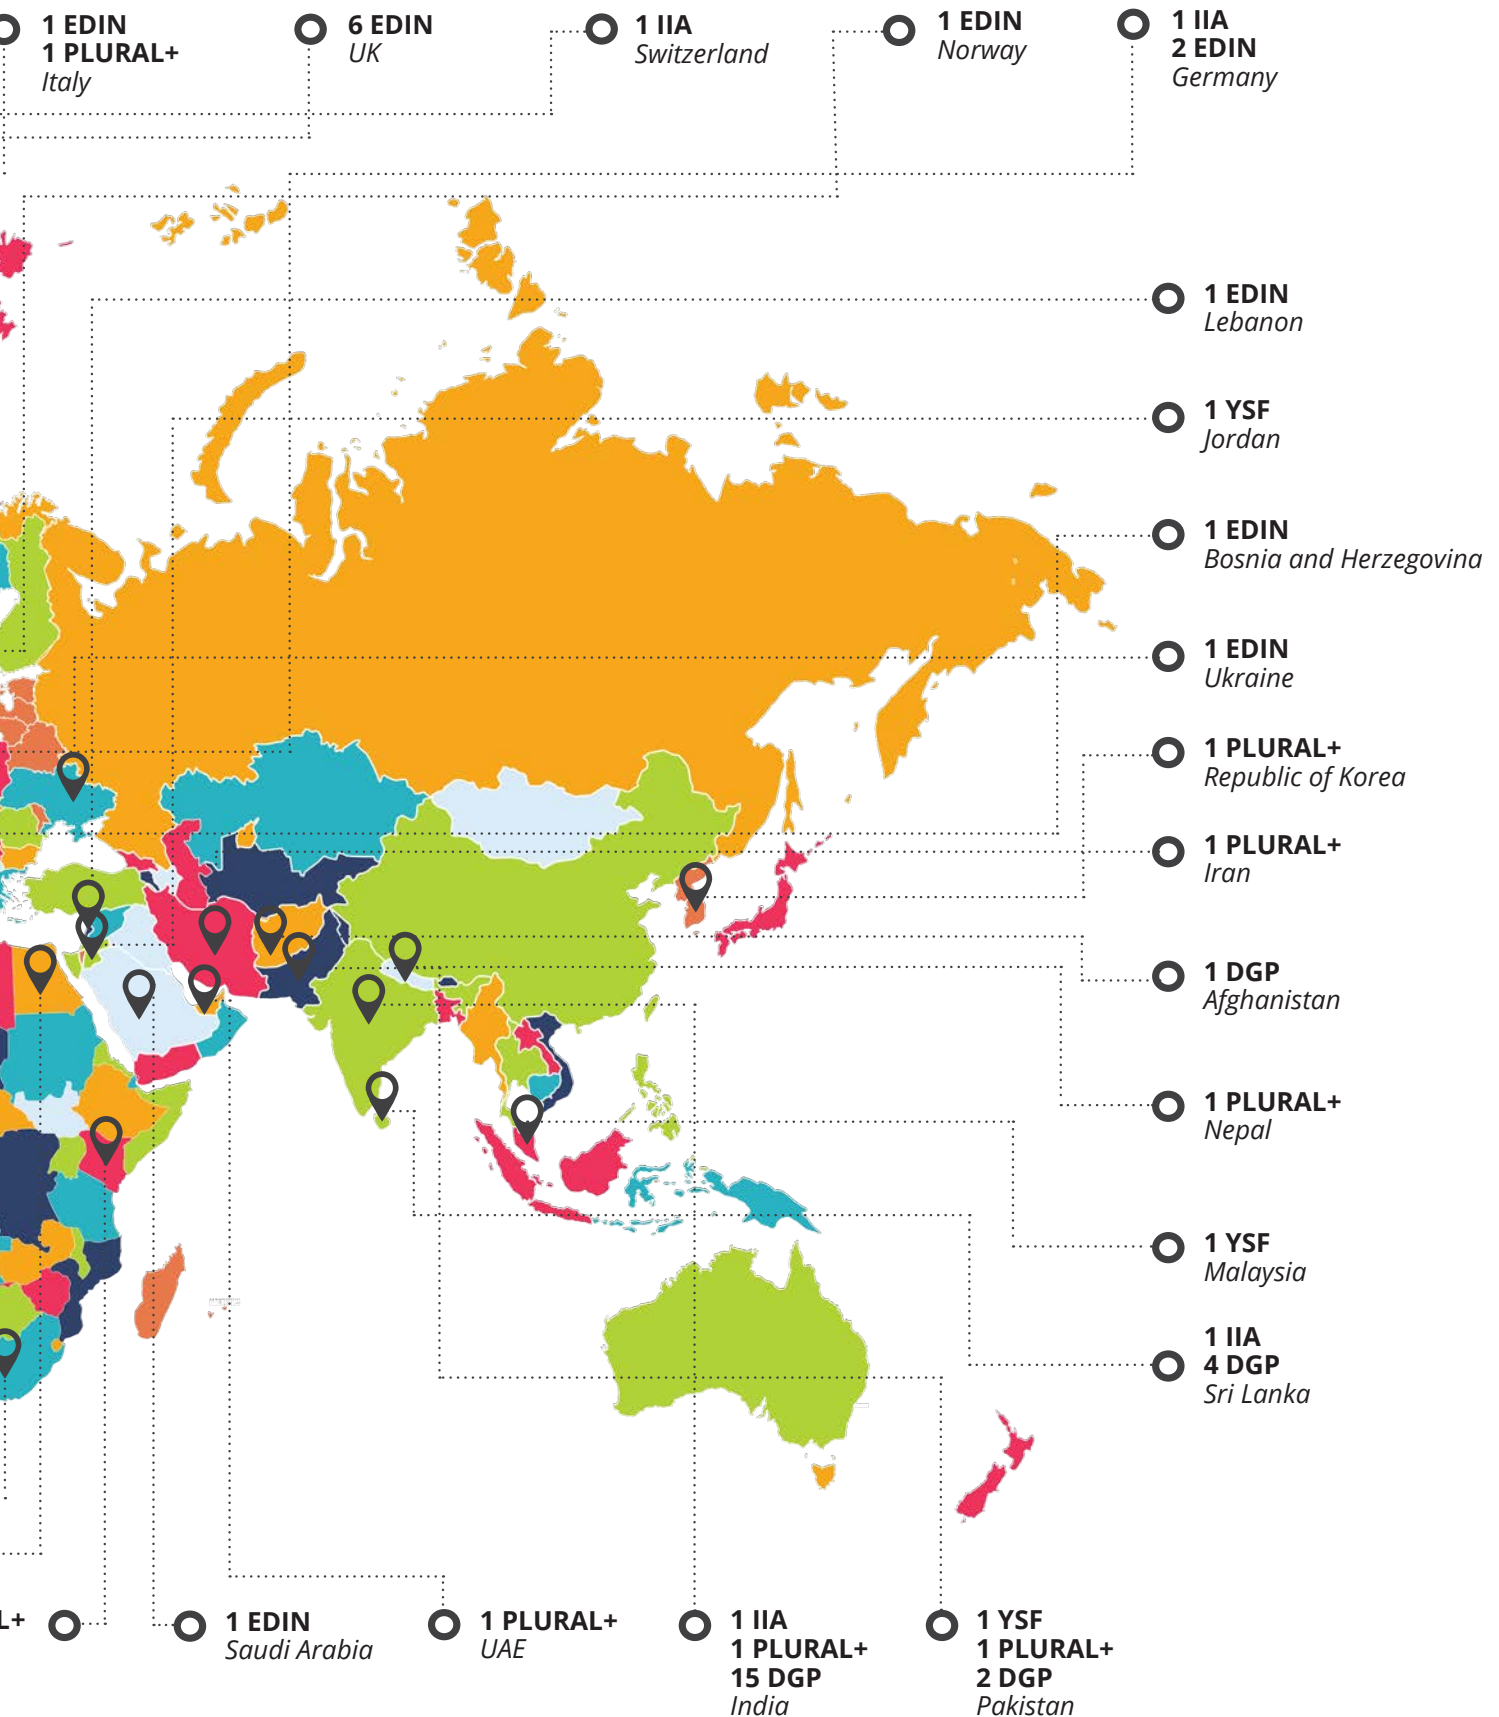 1 EDIN
1 PLURAL+
Italy
6 EDIN
UK
1 IIA
Switzerland
1 EDIN
Norway
1 IIA
2 EDIN
Germany
1 EDIN
Lebanon
1 YSF
Jordan
1 EDIN
Bosnia and Herzegovina
1 EDIN
Ukraine
1 PLURAL+
Republic of Korea
1 PLURAL+
Iran
1 DGP
Afghanistan
1 PLURAL+
Nepal
1 YSF
Malaysia
1 IIA
4 DGP
Sri Lanka
L+
1 EDIN
Saudi Arabia
1 PLURAL+
UAE
1 IIA
1 PLURAL+
15 DGP
India
1 YSF
1 PLURAL+
2 DGP
Pakistan